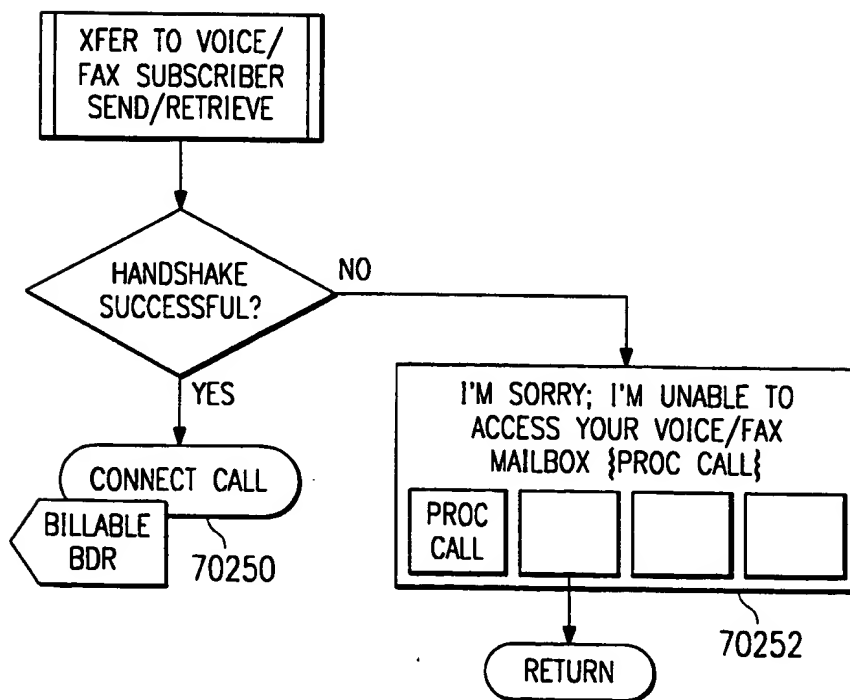 XFER TO VOICE/
FAX SUBSCRIBER
SEND/RETRIEVE
HANDSHAKE
SUCCESSFUL?
NO
YES
CONNECT CALL
BILLABLE
BDR
70250
I'M SORRY; I'M UNABLE TO
ACCESS YOUR VOICE/FAX
MAILBOX }PROC CALL{
PROC
CALL
70252
RETURN